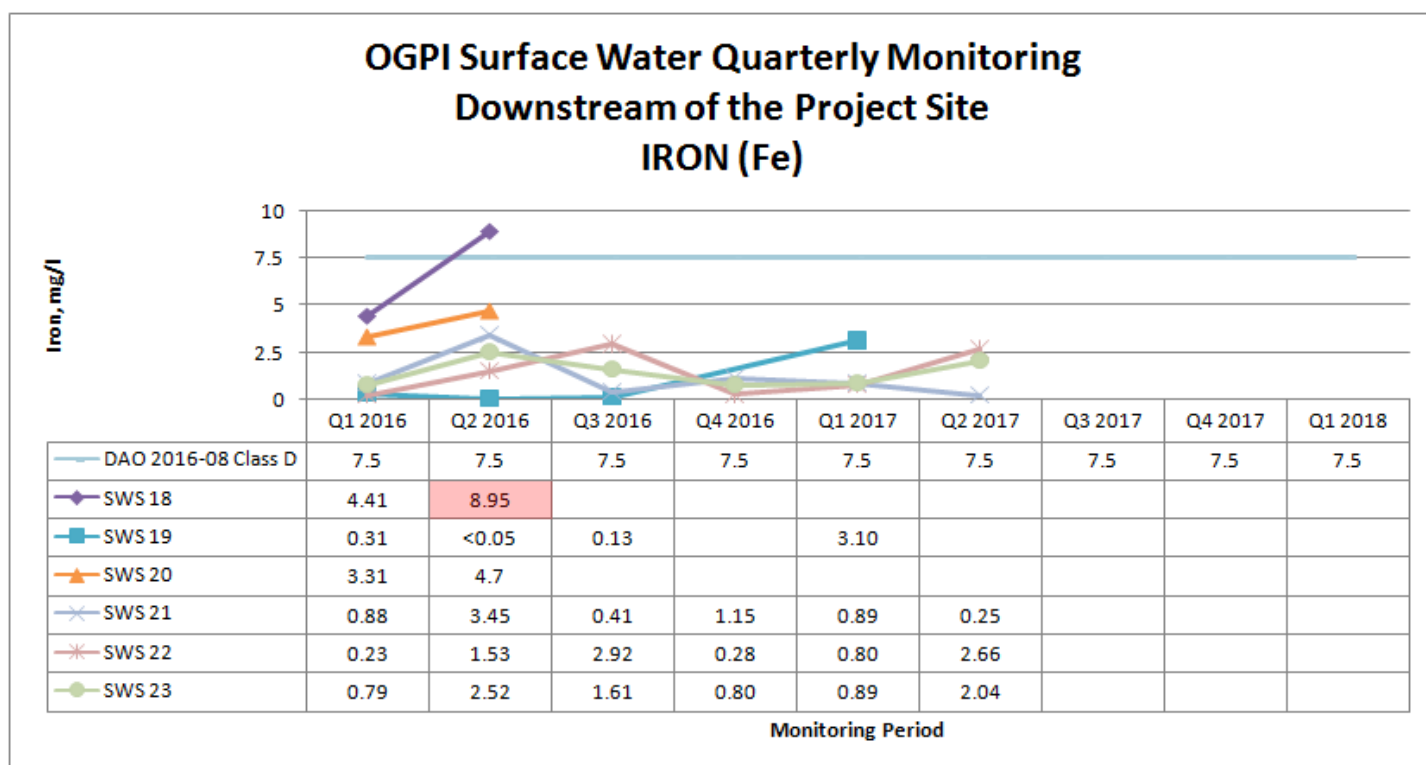 OGPI Surface Water Quarterly Monitoring
Downstream of the Project Site
IRON (Fe)
Iron, mg/l
10
7.5
5
2.5
0
Q1 2016 Q2 2016 Q3 2016 Q4 2016 Q1 2017 Q2 2017 Q3 2017 Q4 2017 Q1 2018
DAO 2016-08 Class D 7.5 7.5 7.5 7.5 7.5 7.5 7.5 7.5 7.5
SWS 18 4.41 8.95
SWS 19 0.31 <0.05 0.13 3.10
SWS 20 3.31 4.7
SWS 21 0.88 3.45 0.41 1.15 0.89 0.25
SWS 22 0.23 1.53 2.92 0.28 0.80 2.66
SWS 23 0.79 2.52 1.61 0.80 0.89 2.04
Monitoring Period